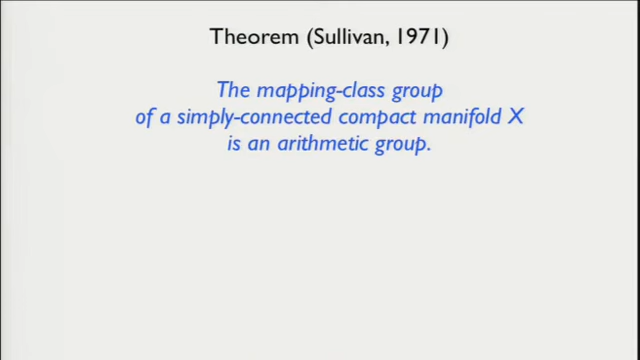 Theorem (Sullivan, 1971)
The mapping-class group
of a simply-connected compact manifold X
is an arithmetic group.